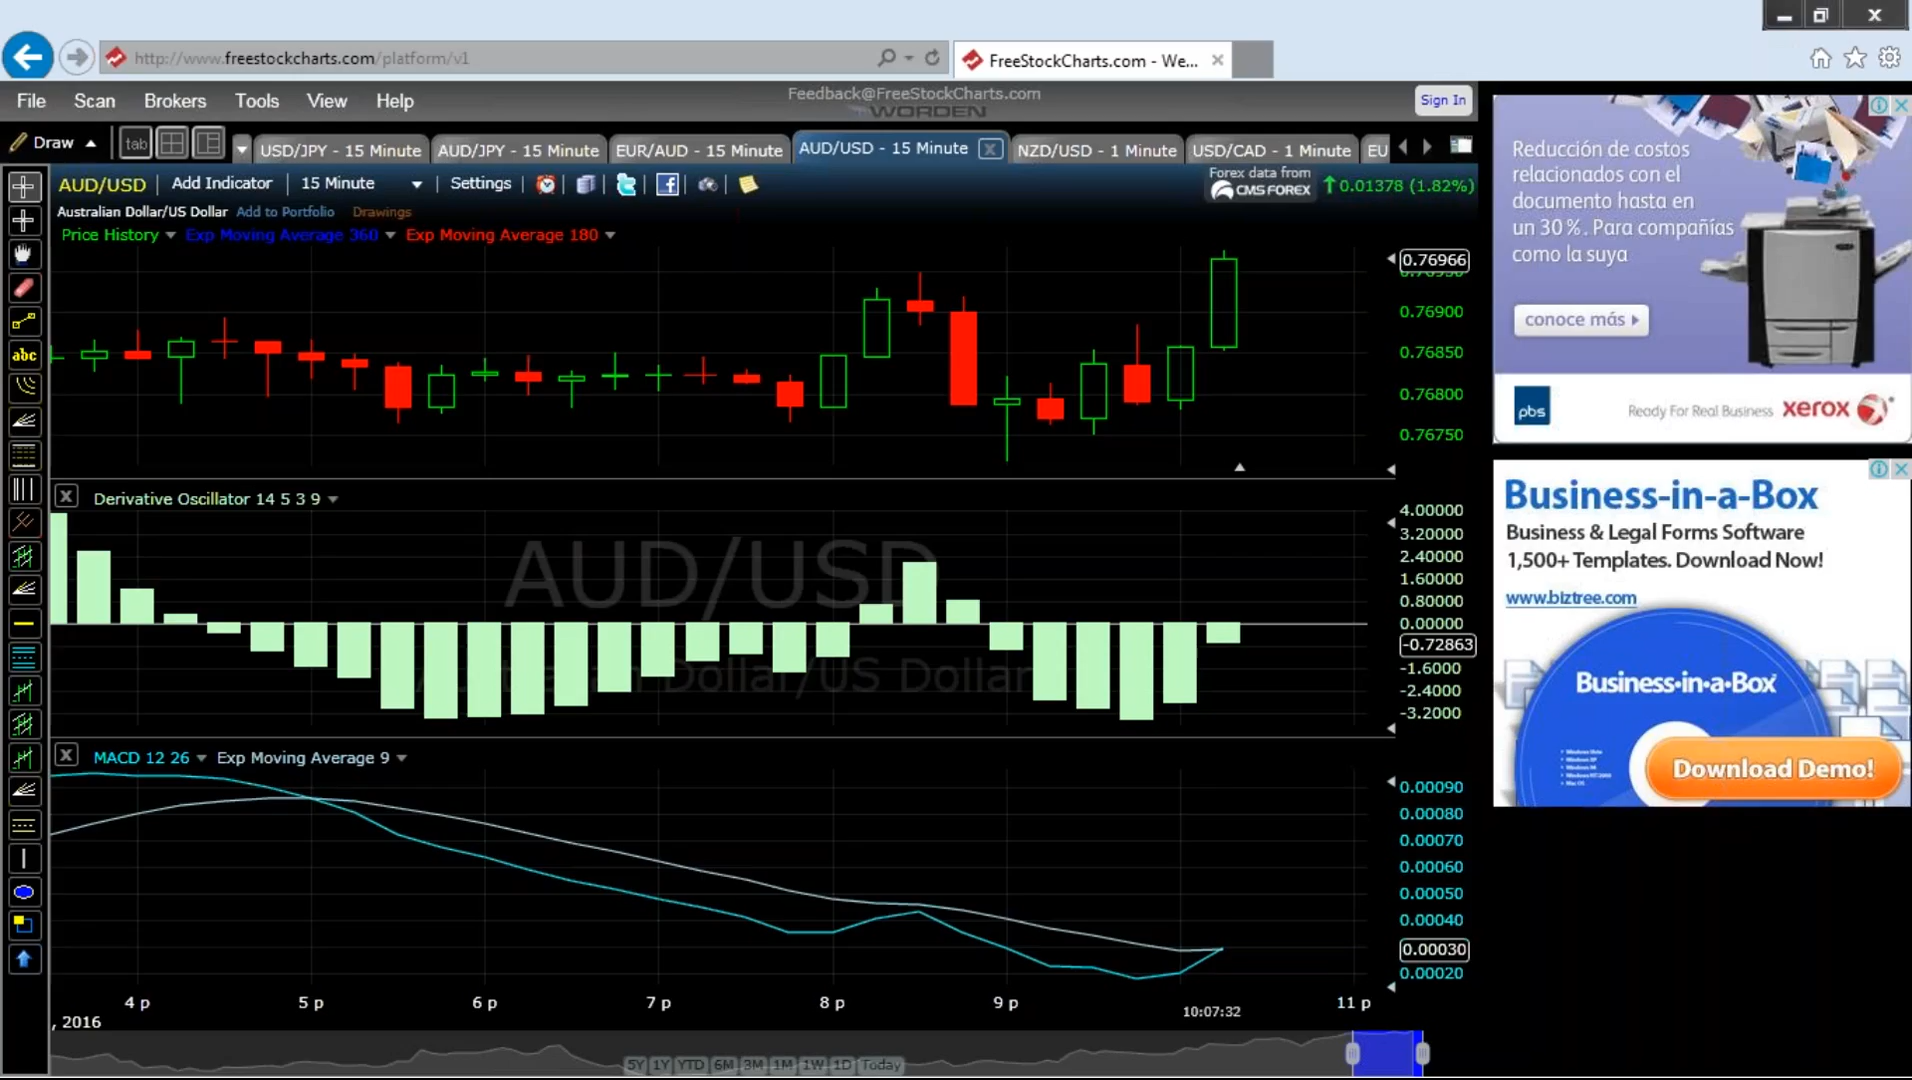 http://www.freestockcharts.com/platform/v1
FreeStockCharts.com - We...
File Scan Brokers Tools View Help
Feedback@FreeStockCharts.com
WORDEN
Sign In
Draw
tab
USD/JPY - 15 Minute
AUD/JPY - 15 Minute
EUR/AUD - 15 Minute
AUD/USD - 15 Minute
NZD/USD - 1 Minute
USD/CAD - 1 Minute
EU
AUD/USD Add Indicator 15 Minute Settings
Forex data from
CMS FOREX
0.01378 (1.82%)
Australian Dollar/US Dollar Add to Portfolio Drawings
Price History Exp Moving Average 360 Exp Moving Average 180
abc
0.76966
0.76900
0.76850
0.76800
0.76750
Derivative Oscillator 14 5 3 9
AUD/USD
Australian Dollar/US Dollar
4.00000
3.20000
2.40000
1.60000
0.80000
0.00000
-0.72863
-1.6000
-2.4000
-3.2000
MACD 12 26 Exp Moving Average 9
0.00090
0.00080
0.00070
0.00060
0.00050
0.00040
0.00030
0.00020
4 p 5 p 6 p 7 p 8 p 9 p 10:07:32 11 p
, 2016
5Y 1Y YTD 6M 3M 1M 1W 1D Today
Reducción de costos
relacionados con el
documento hasta en
un 30 %. Para compañías
como la suya
conoce más
pbs
Ready For Real Business xerox
Business-in-a-Box
Business & Legal Forms Software
1,500+ Templates. Download Now!
www.biztree.com
Business-in-a-Box
Download Demo!